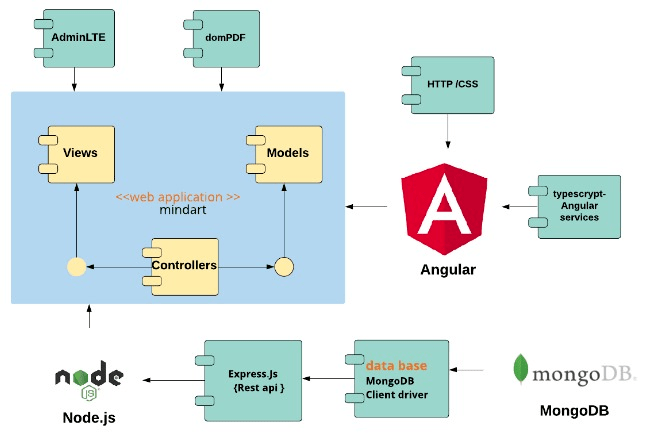 AdminLTE
domPDF
HTTP /CSS
Views
Models
<<web application >>
mindart
typescrypt-
Angular
services
Controllers
Angular
node
JS
Node.js
Express.Js
{Rest api }
data base
MongoDB
Client driver
mongoDB.
MongoDB